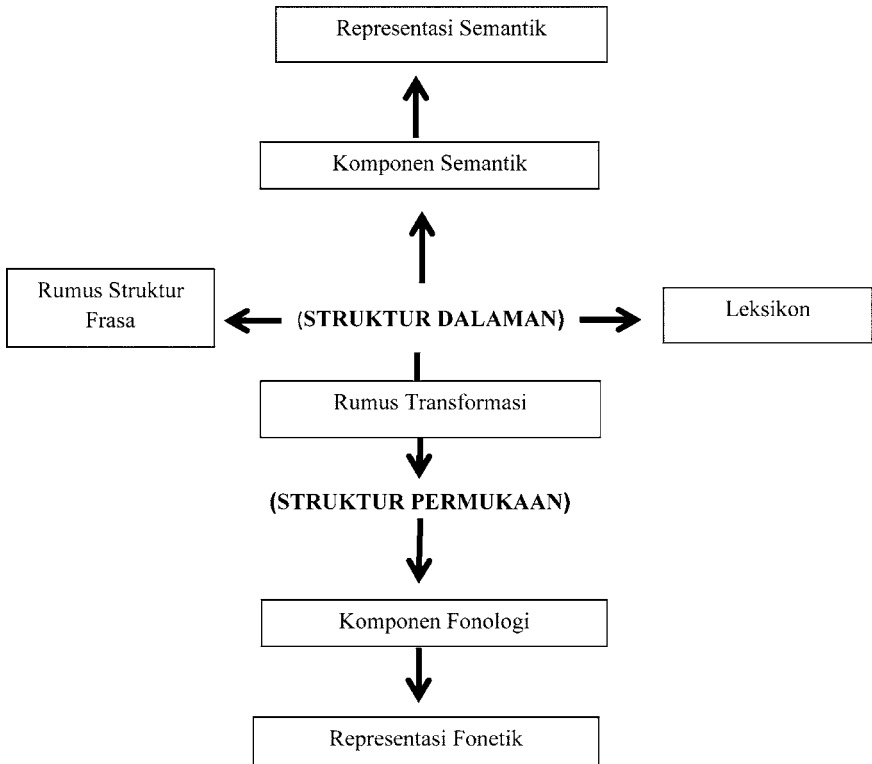 Representasi Semantik
Komponen Semantik
Rumus Struktur
Frasa
(STRUKTUR DALAMAN)
Leksikon
Rumus Transformasi
(STRUKTUR PERMUKAAN)
Komponen Fonologi
Representasi Fonetik